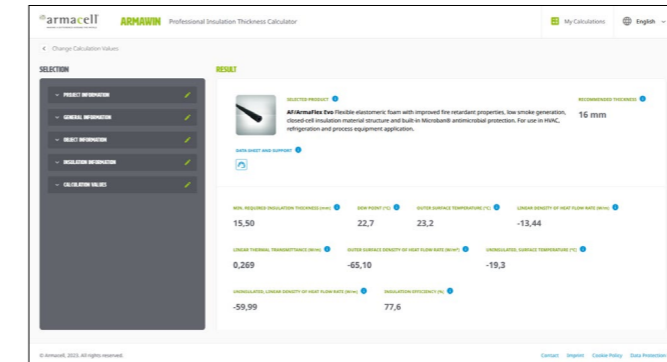 armacell
ARMAWIN Professional Insulation Thickness Calculator
My Calculations English
Change Calculation Values
SELECTION
PROJECT INFORMATION
GENERAL INFORMATION
OBJECT INFORMATION
INSULATION INFORMATION
CALCULATION VALUES
RESULT
SELECTED PRODUCT
AF/ArmaFlex Evo Flexible elastomeric foam with improved fire retardant properties, low smoke generation,
closed-cell insulation material structure and built-in Microban® antimicrobial protection. For use in HVAC,
refrigeration and process equipment application.
RECOMMENDED THICKNESS
16 mm
DATA SHEET AND SUPPORT
MIN. REQUIRED INSULATION THICKNESS (mm) DEW POINT (°C) OUTER SURFACE TEMPERATURE (°C) LINEAR DENSITY OF HEAT FLOW RATE (W/m)
15,50 22,7 23,2 -13,44
LINEAR THERMAL TRANSMITTANCE (W/m) OUTER SURFACE DENSITY OF HEAT FLOW RATE (W/m²) UNINSULATED, SURFACE TEMPERATURE (°C)
0,269 -65,10 -19,3
UNINSULATED, LINEAR DENSITY OF HEAT FLOW RATE (W/m) INSULATION EFFICIENCY (%)
-59,99 77,6
© Armacell, 2023. All rights reserved.
Contact Imprint Cookie Policy Data Protection